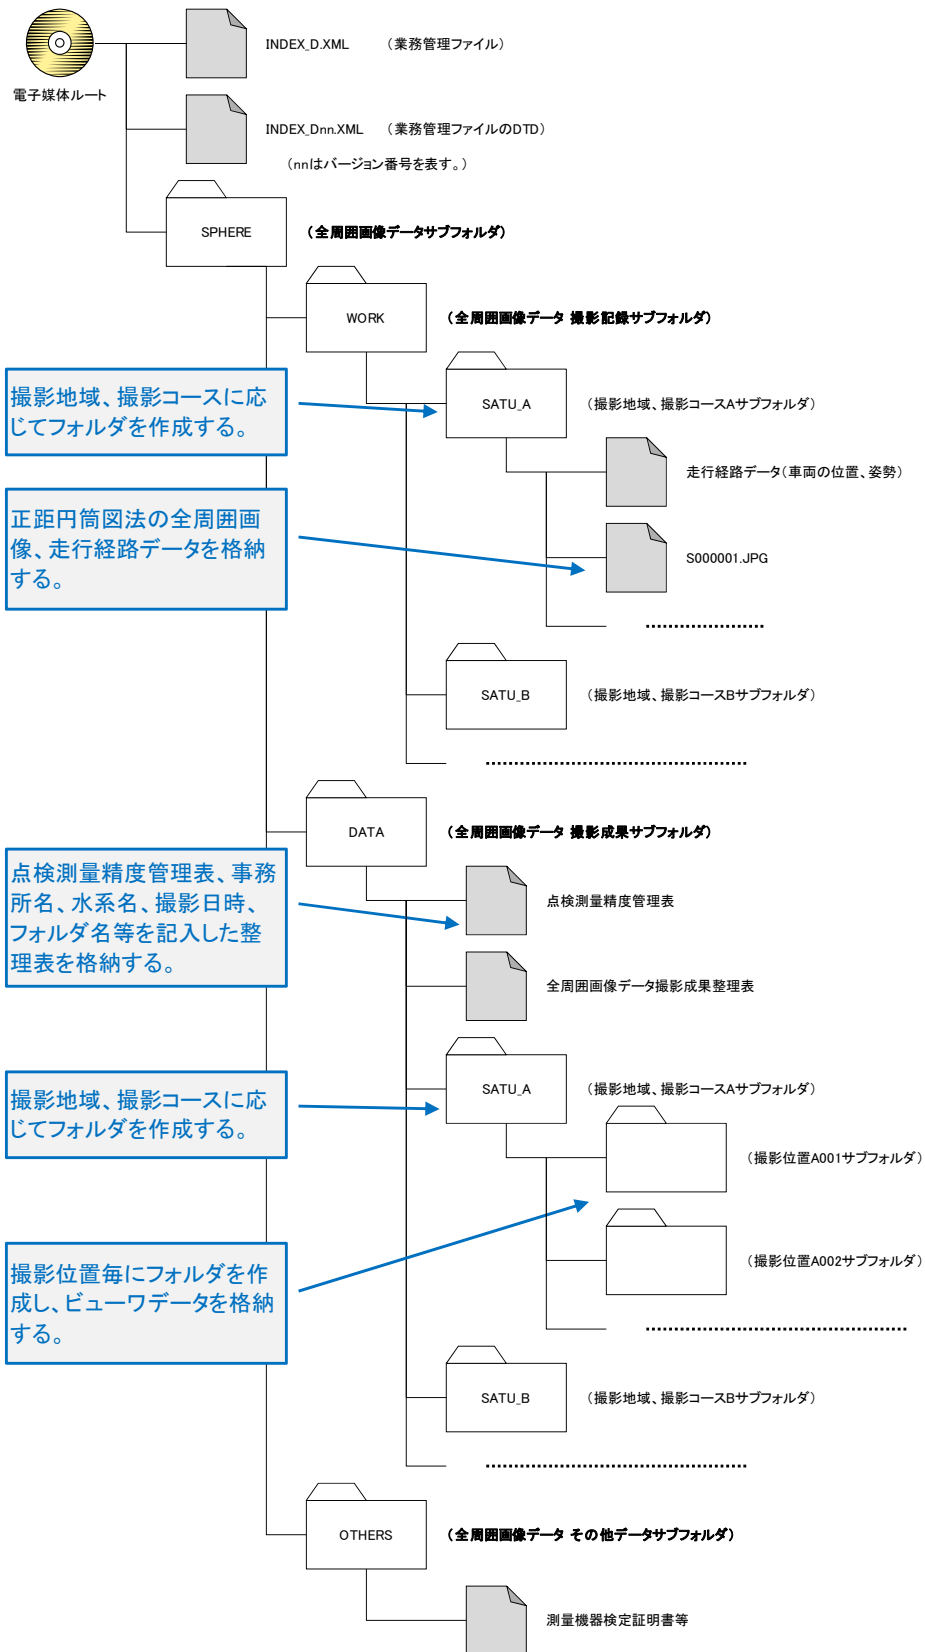 INDEX_D.XML （業務管理ファイル）
電子媒体ルート
INDEX_Dnn.XML （業務管理ファイルのDTD）
（nnはバージョン番号を表す。）
SPHERE （全周囲画像データサブフォルダ）
WORK （全周囲画像データ 撮影記録サブフォルダ）
撮影地域、撮影コースに応
じてフォルダを作成する。
SATU_A （撮影地域、撮影コースAサブフォルダ）
走行経路データ（車両の位置、姿勢）
正距円筒図法の全周囲画
像、走行経路データを格納
する。
S000001.JPG
SATU_B （撮影地域、撮影コースBサブフォルダ）
DATA （全周囲画像データ 撮影成果サブフォルダ）
点検測量精度管理表、事務
所名、水系名、撮影日時、
フォルダ名等を記入した整
理表を格納する。
点検測量精度管理表
全周囲画像データ撮影成果整理表
撮影地域、撮影コースに応
じてフォルダを作成する。
SATU_A （撮影地域、撮影コースAサブフォルダ）
（撮影位置A001サブフォルダ）
撮影位置毎にフォルダを作
成し、ビューワデータを格納
する。
（撮影位置A002サブフォルダ）
SATU_B （撮影地域、撮影コースBサブフォルダ）
OTHERS （全周囲画像データ その他データサブフォルダ）
測量機器検定証明書等